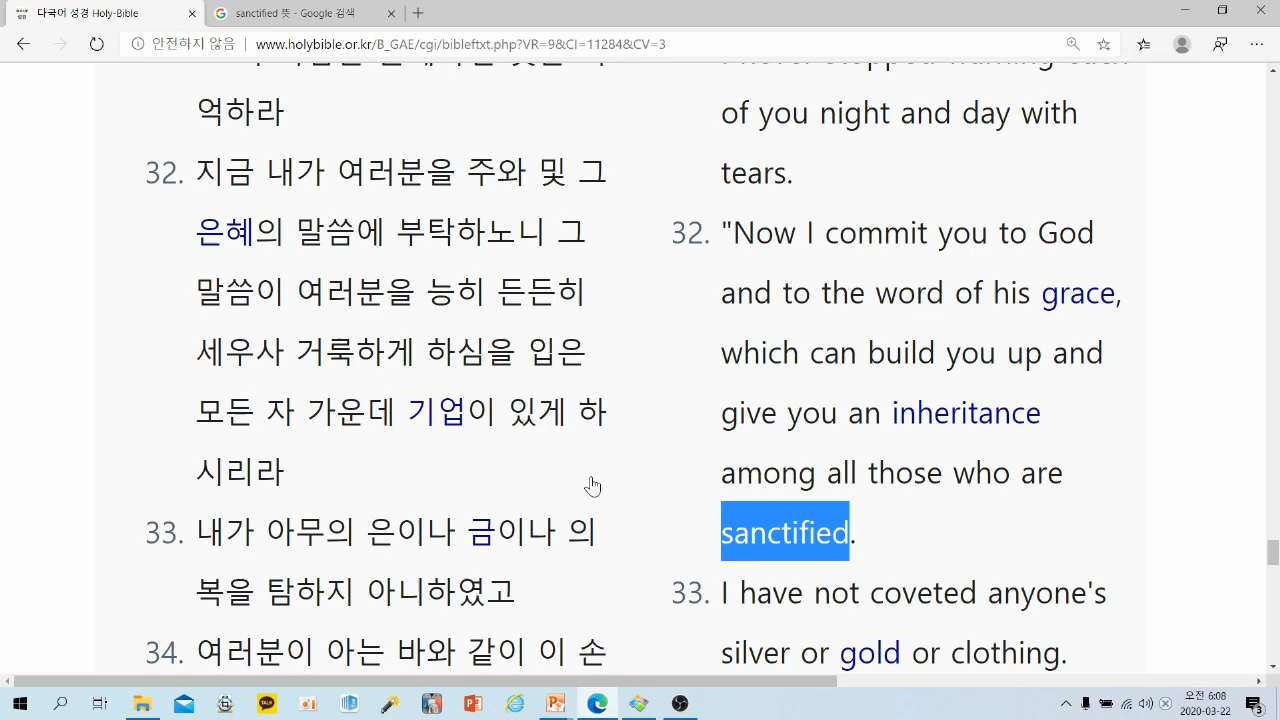 다국어 성경 Holy-Bible
sanctified 뜻 - Google 검색
안전하지 않음
www.holybible.or.kr/B_GAE/cgi/bibleftxt.php?VR=9&CI=11284&CV=3
억하라
32. 지금 내가 여러분을 주와 및 그
은혜의 말씀에 부탁하노니 그
말씀이 여러분을 능히 든든히
세우사 거룩하게 하심을 입은
모든 자 가운데 기업이 있게 하
시리라
33. 내가 아무의 은이나 금이나 의
복을 탐하지 아니하였고
34. 여러분이 아는 바와 같이 이 손
of you night and day with
tears.
32. "Now I commit you to God
and to the word of his grace,
which can build you up and
give you an inheritance
among all those who are
sanctified.
33. I have not coveted anyone's
silver or gold or clothing.
TALK
오전 6:08
2020-03-22
3